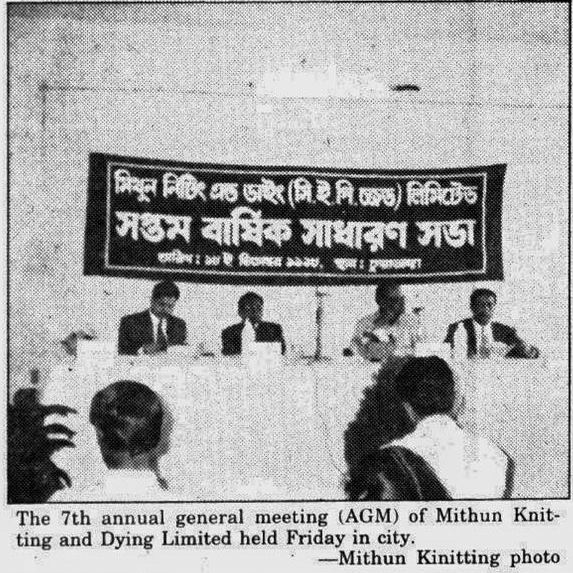 মিথুন নিটিং এন্ড ডাইং (সি.ই.পি.জেড) লিমিটেড
সপ্তম বার্ষিক সাধারণ সভা
তারিখ : ই ডিসেম্বর স্থান :
The 7th annual general meeting (AGM) of Mithun Knit-
ting and Dying Limited held Friday in city.
—Mithun Kinitting photo